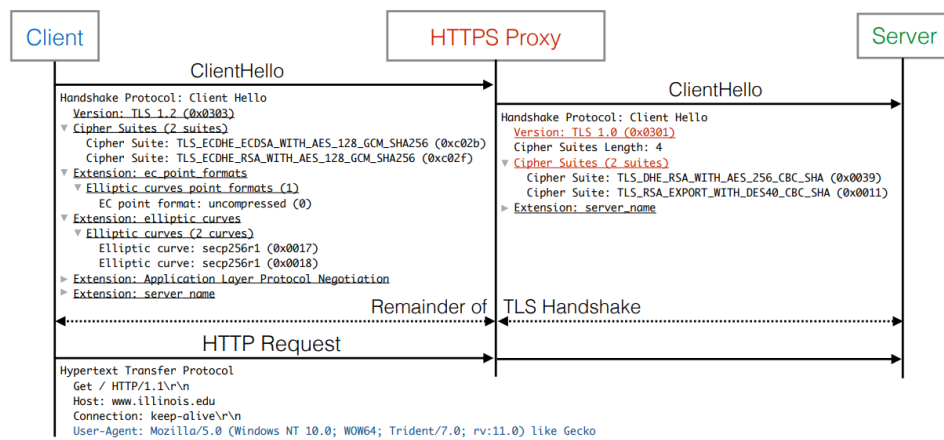 Client
HTTPS Proxy
Server
ClientHello
Handshake Protocol: Client Hello
Version: TLS 1.2 (0x0303)
Cipher Suites (2 suites)
Cipher Suite: TLS_ECDHE_ECDSA_WITH_AES_128_GCM_SHA256 (0xc02b)
Cipher Suite: TLS_ECDHE_RSA_WITH_AES_128_GCM_SHA256 (0xc02f)
Extension: ec_point_formats
Elliptic curves point formats (1)
EC point format: uncompressed (0)
Extension: elliptic curves
Elliptic curves (2 curves)
Elliptic curve: secp256r1 (0x0017)
Elliptic curve: secp256r1 (0x0018)
Extension: Application Layer Protocol Negotiation
Extension: server_name
ClientHello
Handshake Protocol: Client Hello
Version: TLS 1.0 (0x0301)
Cipher Suites Length: 4
Cipher Suites (2 suites)
Cipher Suite: TLS_DHE_RSA_WITH_AES_256_CBC_SHA (0x0039)
Cipher Suite: TLS_RSA_EXPORT_WITH_DES40_CBC_SHA (0x0011)
Extension: server_name
Remainder of TLS Handshake
HTTP Request
Hypertext Transfer Protocol
Get / HTTP/1.1\r\n
Host: www.illinois.edu
Connection: keep-alive\r\n
User-Agent: Mozilla/5.0 (Windows NT 10.0; WOW64; Trident/7.0; rv:11.0) like Gecko